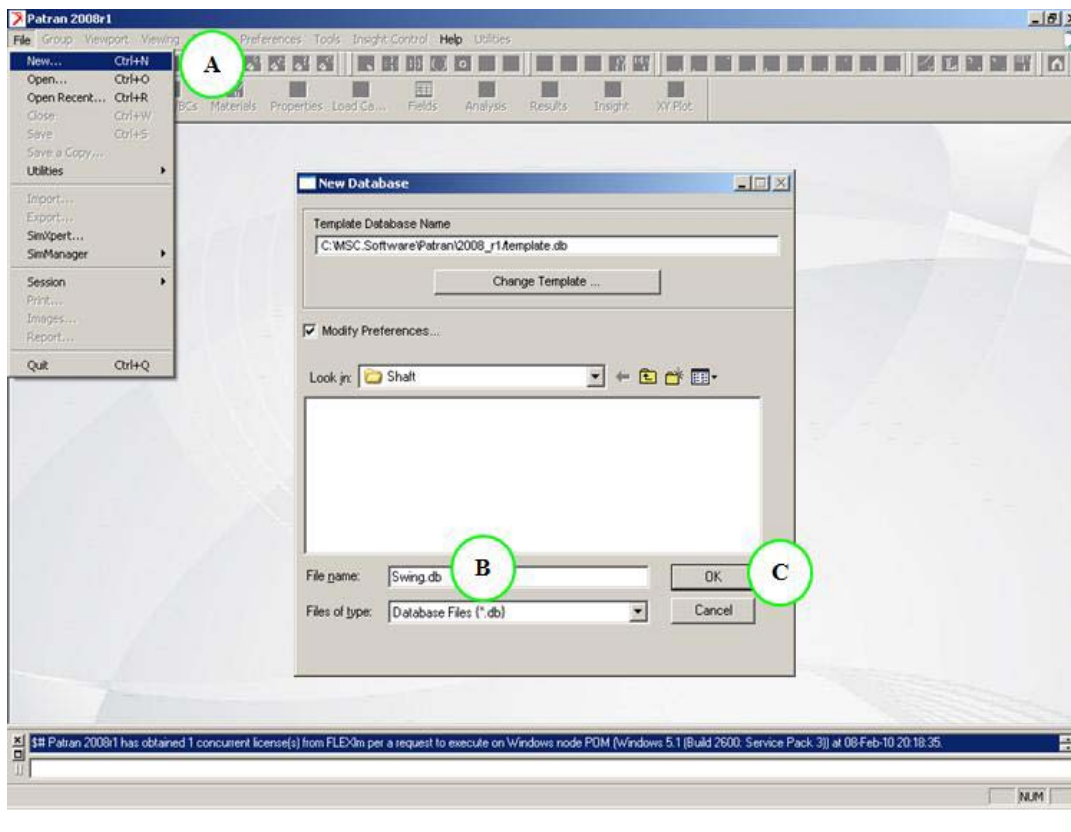 Patran 2008r1
File Group Viewport Viewing Preferences Tools Insight Control Help Utilities
New... Ctrl+N
A
Open... Ctrl+O
Open Recent... Ctrl+R
BCs Materials Properties Load Ca... Fields Analysis Results Insight XY Plot
Close Ctrl+W
Save Ctrl+S
Save a Copy...
Utilities
Import...
Export...
SimXpert...
SimManager
Session
Print...
Images...
Report...
Quit Ctrl+Q
New Database
Template Database Name
C:\MSC.Software\Patran\2008_r1/template.db
Change Template ...
Modify Preferences...
Look in: Shaft
File name: Swing.db
B
OK
C
Files of type: Database Files (*.db)
Cancel
$# Patran 2008r1 has obtained 1 concurrent license(s) from FLEXlm per a request to execute on Windows node POM (Windows 5.1 (Build 2600: Service Pack 3)) at 08-Feb-10 20:18:35.
NUM